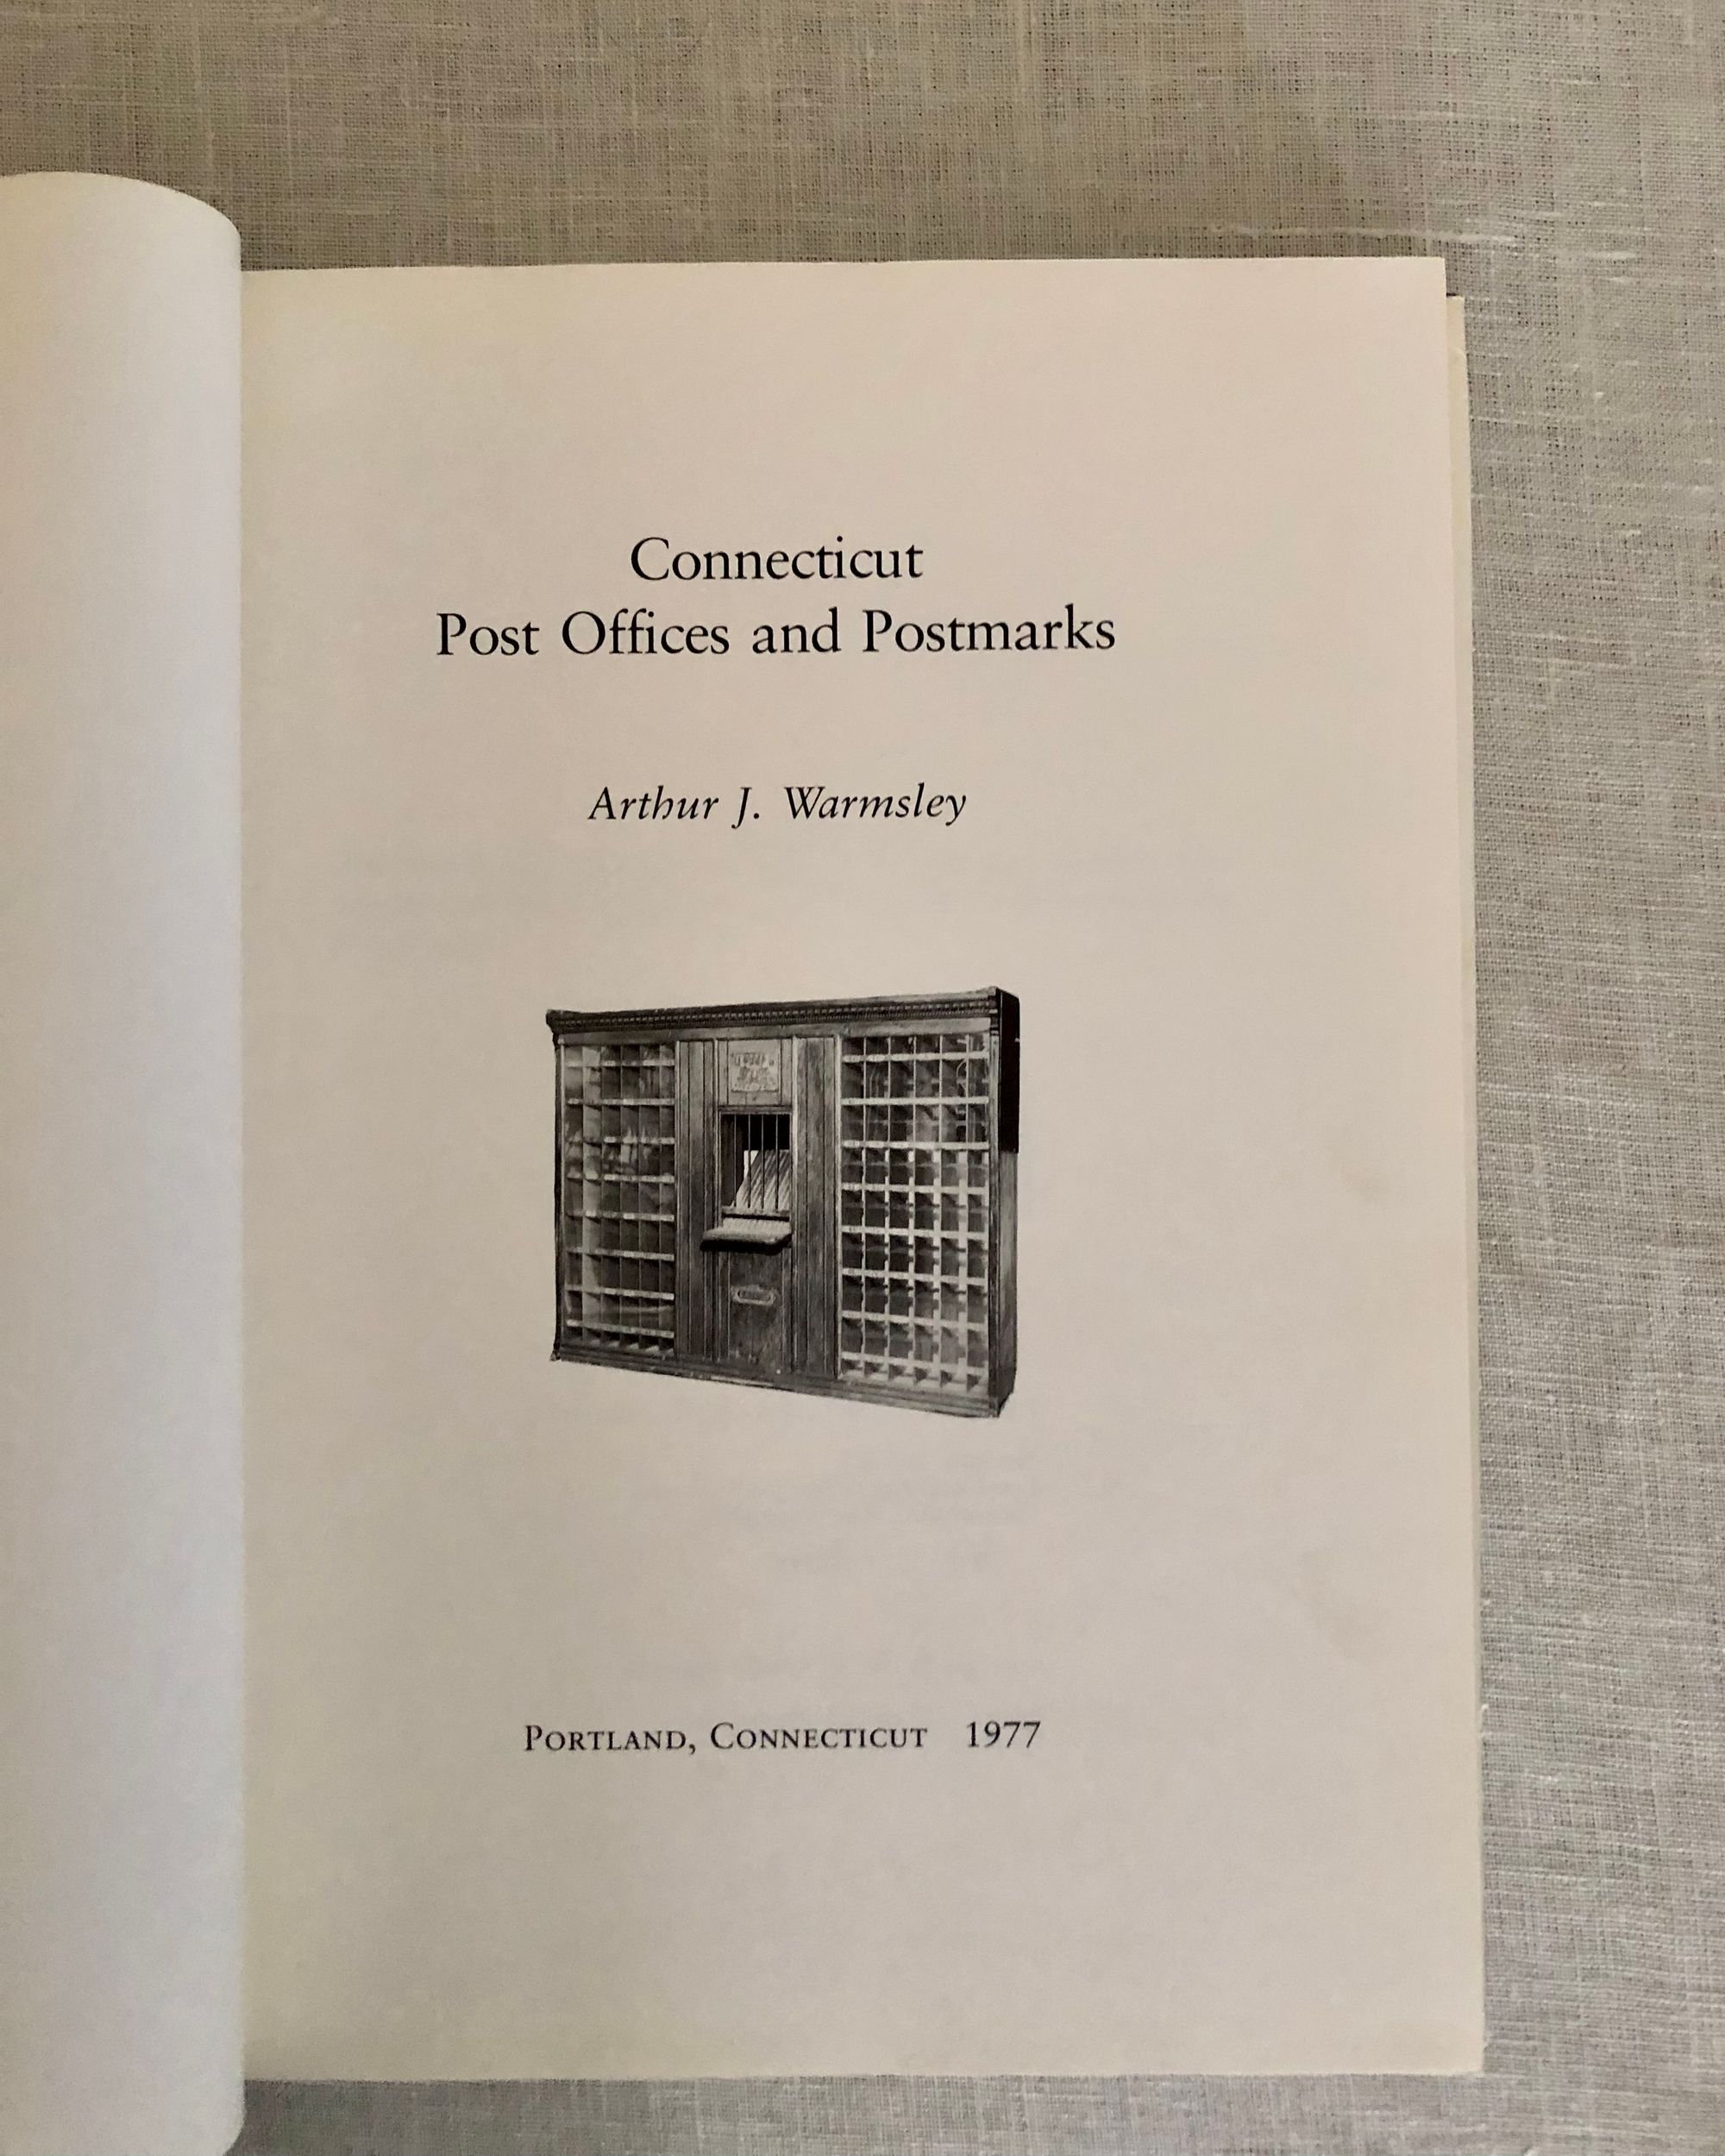 Connecticut
Post Offices and Postmarks
Arthur J. Warmsley
Portland, Connecticut 1977